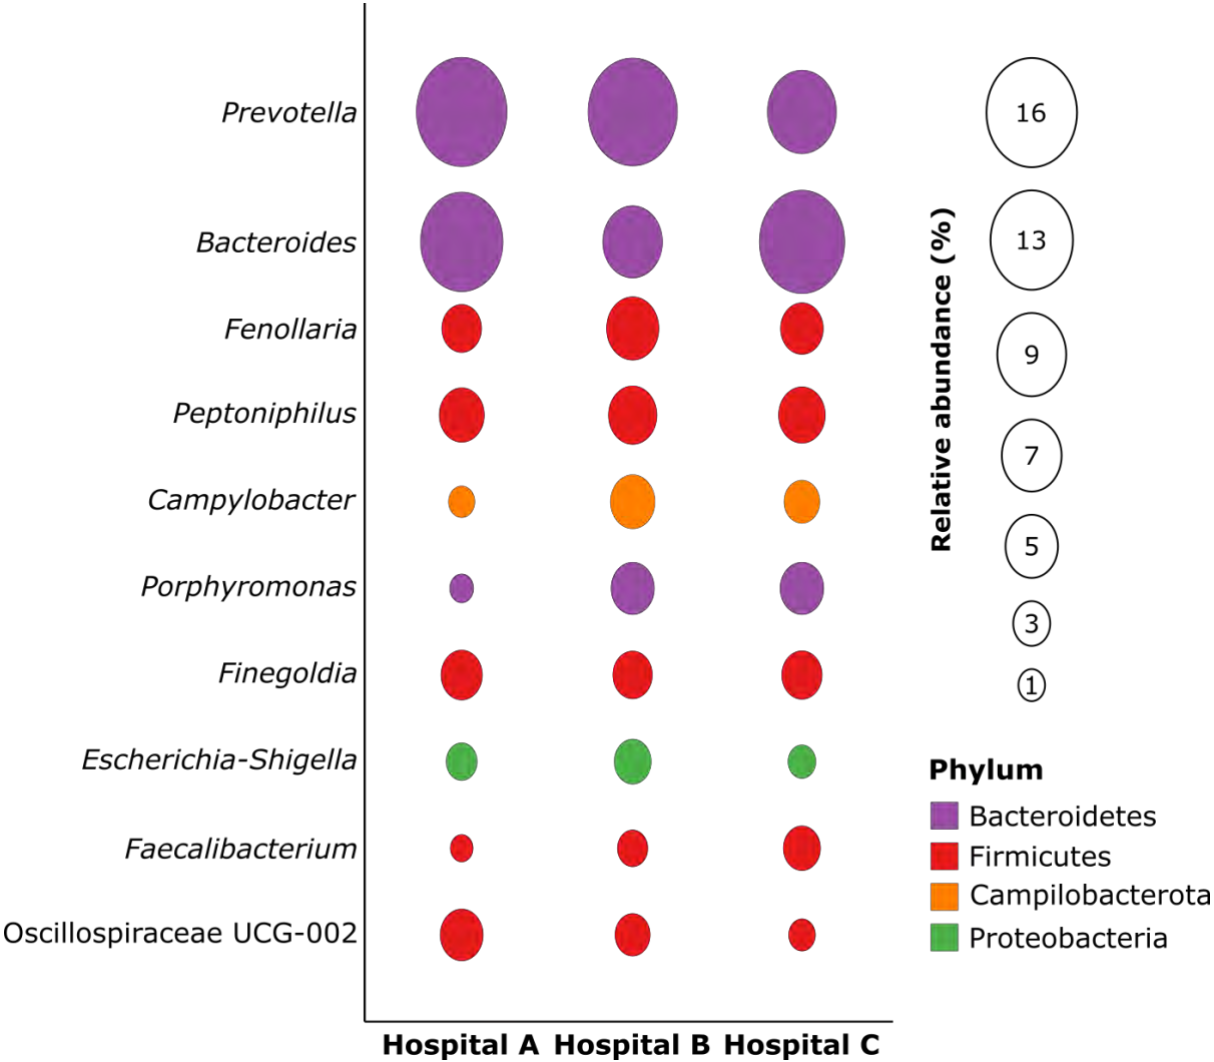 Prevotella
Bacteroides
Fenollaria
Peptoniphilus
Campylobacter
Porphyromonas
Finegoldia
Escherichia-Shigella
Faecalibacterium
Oscillospiraceae UCG-002
Hospital A Hospital B Hospital C
Relative abundance (%)
16
13
9
7
5
3
1
Phylum
Bacteroidetes
Firmicutes
Campilobacterota
Proteobacteria